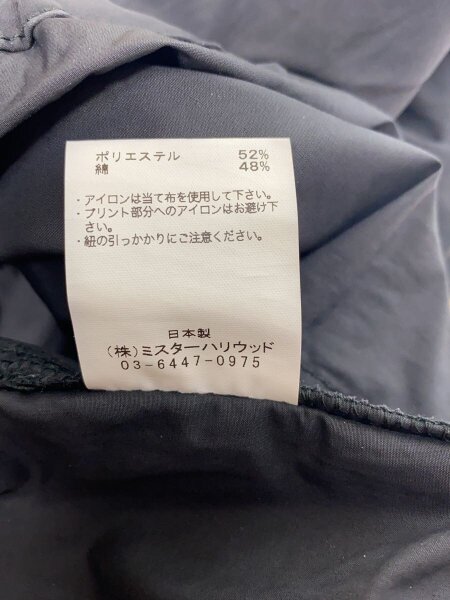 ポリエステル 52%
綿 48%
・アイロンは当て布を使用して下さい。
・プリント部分へのアイロンはお避け下
さい。
・紐の引っかかりにご注意ください。
日本製
(株)ミスターハリウッド
03-6447-0975